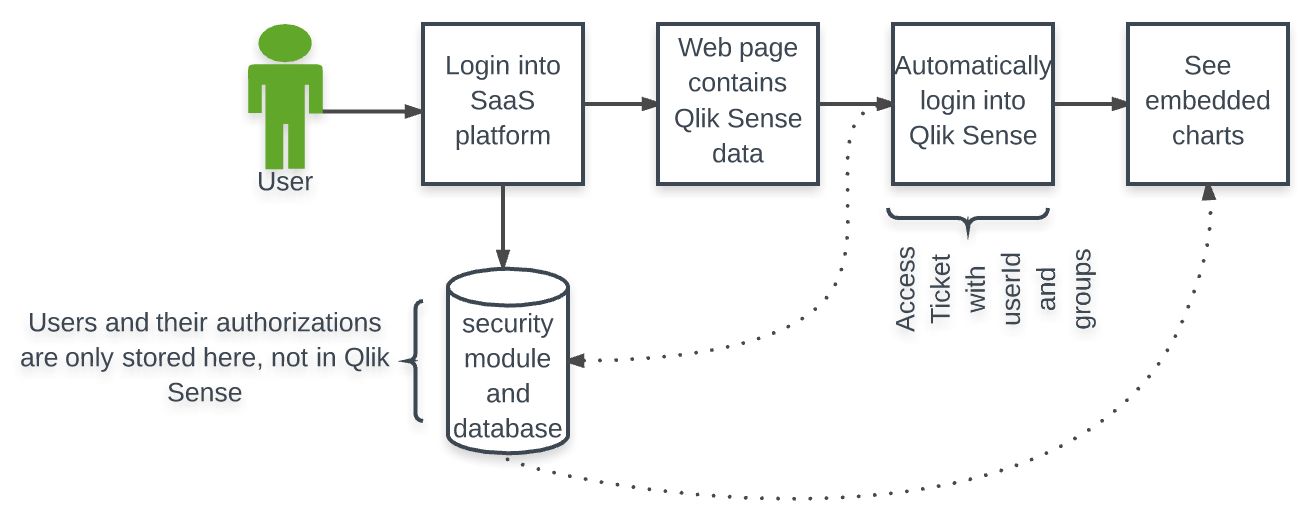 Login into
SaaS
platform
Web page
contains
Qlik Sense
data
Automatically
login into
Qlik Sense
See
embedded
charts
User
Access
Ticket
with
userId
and
groups
Users and their authorizations
are only stored here, not in Qlik
Sense
security
module
and
database